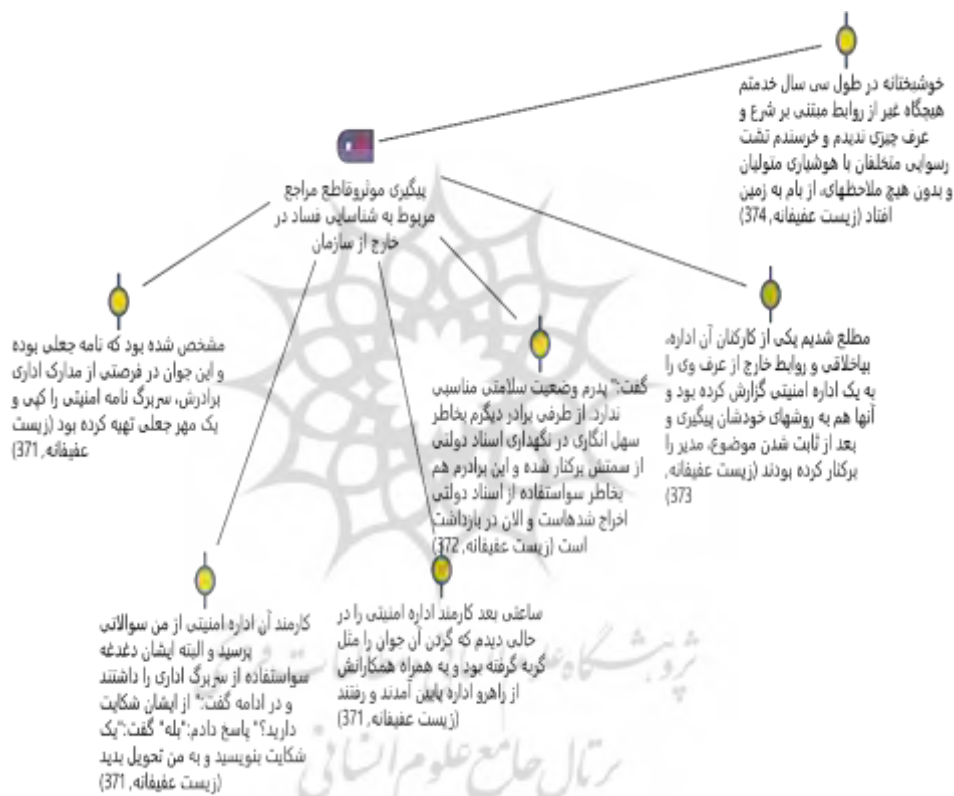 خوشبختانه در طول سی سال خدمتم
هیچگاه غیر از روابط مبتنی بر شرع و
عرف چیزی ندیدم و خرسندم تشت
رسوایی متخلفان با هوشیاری متولیان
و بدون هیچ ملاحظهای، از بام به زمین
افتاد (زیست عفیفانه, 374)
پیگیری موثروقاطع مراجع
مربوط به شناسایی فساد در
خارج از سازمان
مطلع شدیم یکی از کارکنان آن اداره،
بیاخلاقی و روابط خارج از عرف وی را
به یک اداره امنیتی گزارش کرده بود و
آنها هم به روشهای خودشان پیگیری و
بعد از ثابت شدن موضوع، مدیر را
برکنار کرده بودند (زیست عفیفانه,
373)
گفت:" پدرم وضعیت سلامتی مناسبی
ندارد. از طرفی برادر دیگرم بخاطر
سهل انگاری در نگهداری اسناد دولتی
از سمتش برکنار شده و این برادرم هم
بخاطر سواستفاده از اسناد دولتی
اخراج شدهاست و الان در بازداشت
است (زیست عفیفانه, 372)
مشخص شده بود که نامه جعلی بوده
و این جوان در فرصتی از مدارک اداری
برادرش، سربرگ نامه امنیتی را کپی و
یک مهر جعلی تهیه کرده بود (زیست
عفیفانه, 371)
ساعتی بعد کارمند اداره امنیتی را در
حالی دیدم که گردن آن جوان را مثل
گربه گرفته بود و به همراه همکارانش
از راهرو اداره پایین آمدند و رفتند
(زیست عفیفانه, 371)
کارمند آن اداره امنیتی از من سوالاتی
پرسید و البته ایشان دغدغه
سواستفاده از سربرگ اداری را داشتند
و در ادامه گفت:" از ایشان شکایت
دارید؟" پاسخ دادم:"بله" گفت:"یک
شکایت بنویسید و به من تحویل بدید
(زیست عفیفانه, 371)
پژوهشگاه علوم انسانی و مطالعات فرهنگی
پرتال جامع علوم انسانی